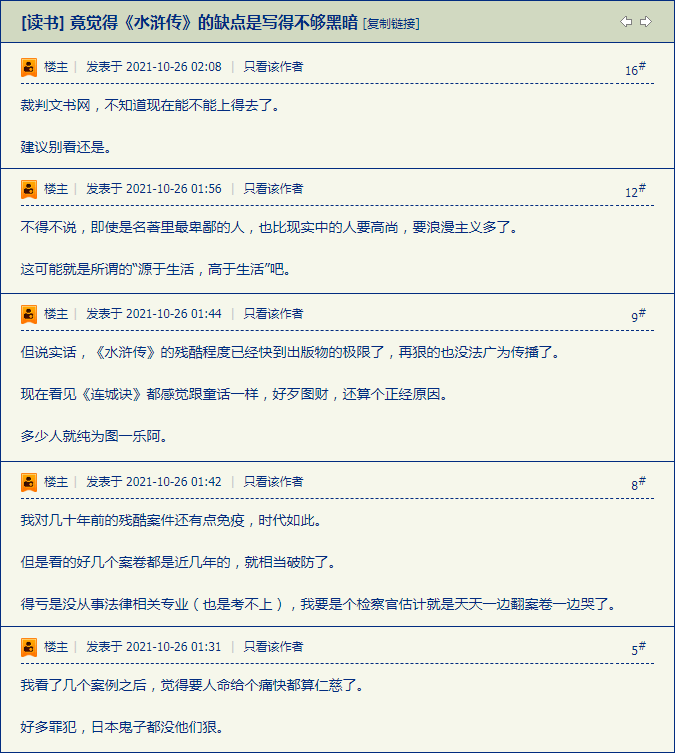 [读书] 竟觉得《水浒传》的缺点是写得不够黑暗 [复制链接]
楼主 | 发表于 2021-10-26 02:08 | 只看该作者 16#
裁判文书网，不知道现在能不能上得去了。
建议别看还是。
楼主 | 发表于 2021-10-26 01:56 | 只看该作者 12#
不得不说，即使是名著里最卑鄙的人，也比现实中的人要高尚，要浪漫主义多了。
这可能就是所谓的“源于生活，高于生活”吧。
楼主 | 发表于 2021-10-26 01:44 | 只看该作者 9#
但说实话，《水浒传》的残酷程度已经快到出版物的极限了，再狠的也没法广为传播了。
现在看见《连城诀》都感觉跟童话一样，好歹图财，还算个正经原因。
多少人就纯为图一乐阿。
楼主 | 发表于 2021-10-26 01:42 | 只看该作者 8#
我对几十年前的残酷案件还有点免疫，时代如此。
但是看的好几个案卷都是近几年的，就相当破防了。
得亏是没从事法律相关专业（也是考不上），我要是个检察官估计就是天天一边翻案卷一边哭了。
楼主 | 发表于 2021-10-26 01:31 | 只看该作者 5#
我看了几个案例之后，觉得要人命给个痛快都算仁慈了。
好多罪犯，日本鬼子都没他们狠。